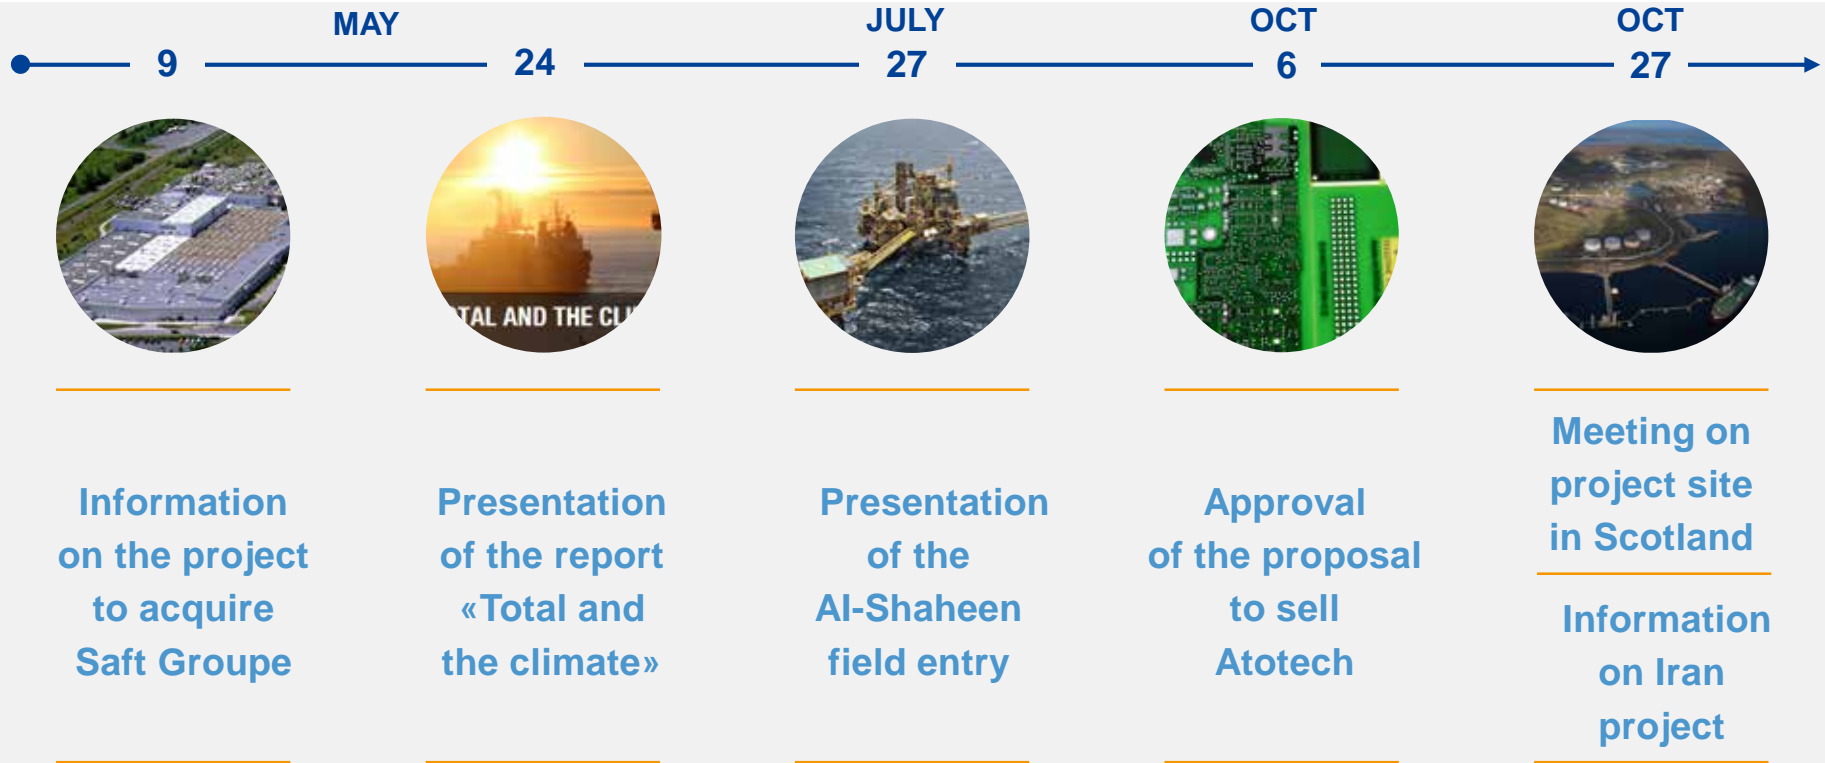 MAY
JULY
OCT
OCT
9
24
27
6
27
TAL AND THE CLI
Information
on the project
to acquire
Saft Groupe
Presentation
of the report
«Total and
the climate»
Presentation
of the
Al-Shaheen
field entry
Approval
of the proposal
to sell
Atotech
Meeting on
project site
in Scotland
Information
on Iran
project